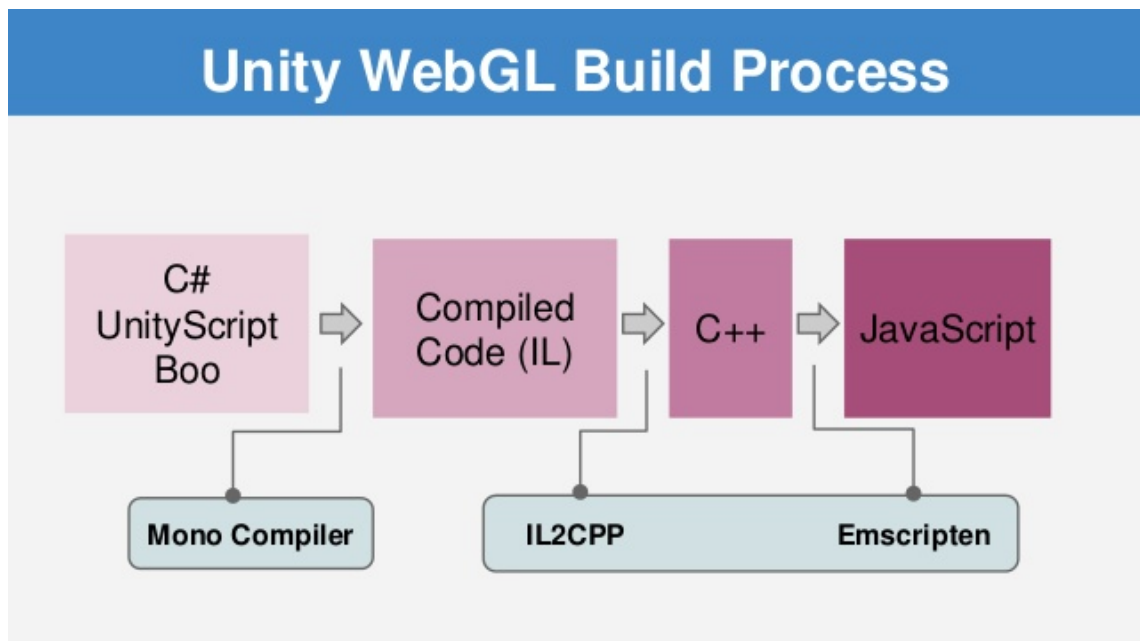 Unity WebGL Build Process
C#
UnityScript
Boo
Compiled
Code (IL)
C++
JavaScript
Mono Compiler
IL2CPP
Emscripten